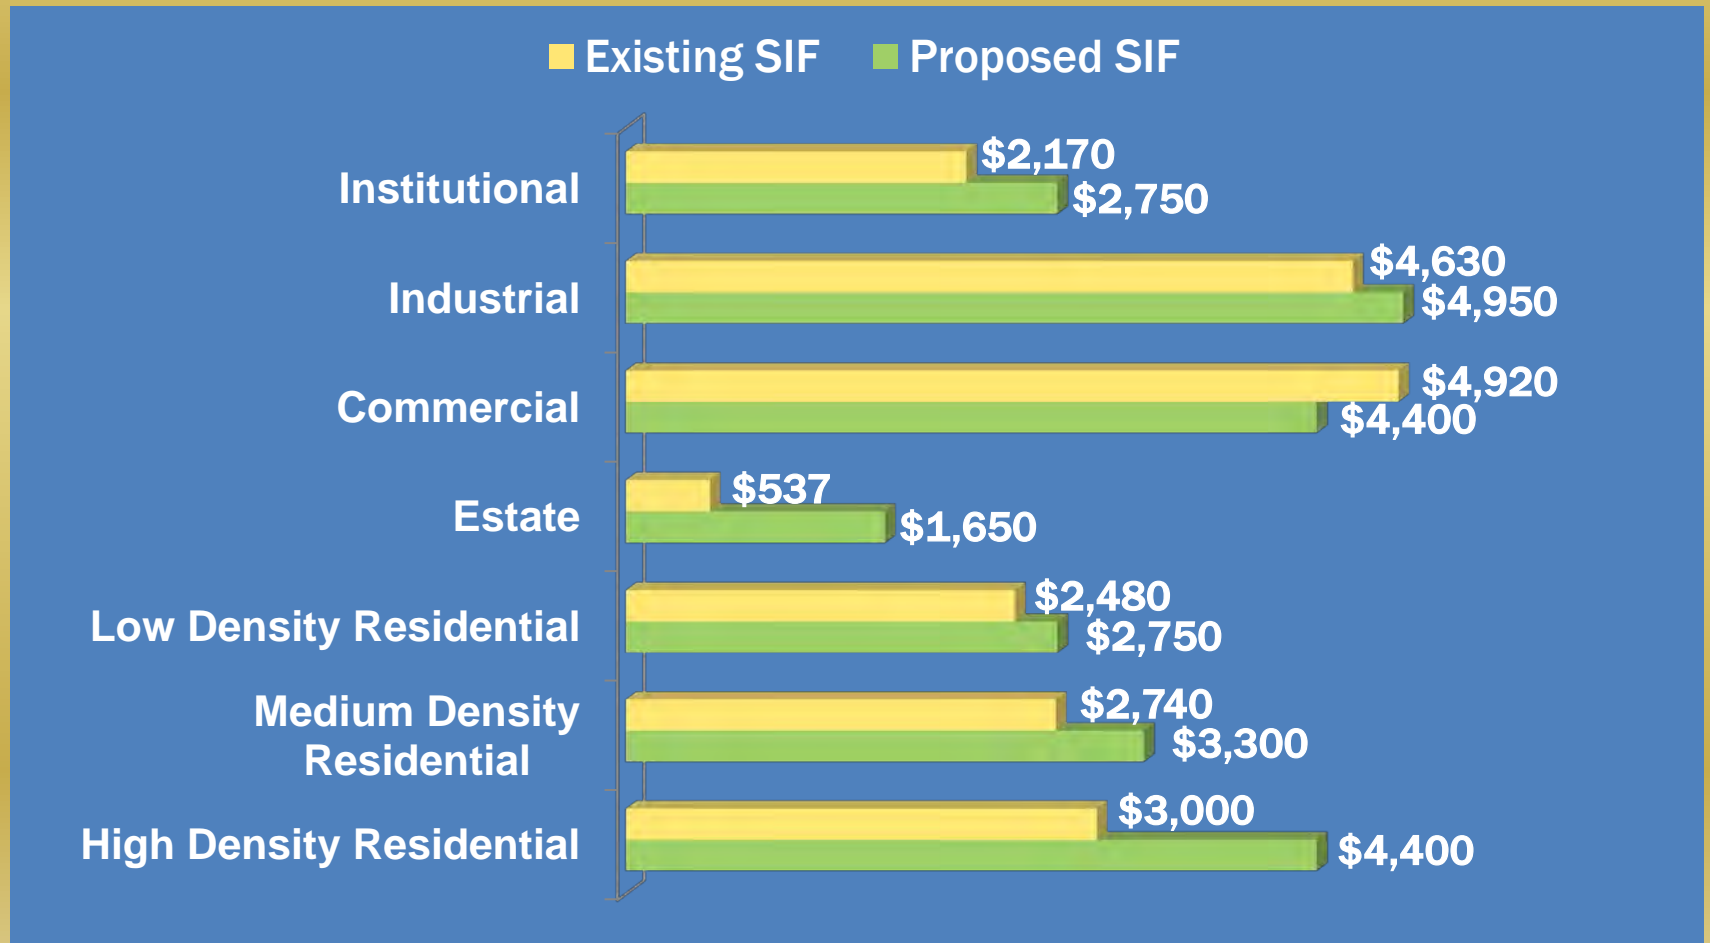 Existing SIF Proposed SIF
Institutional
$2,170
$2,750
Industrial
$4,630
$4,950
Commercial
$4,920
$4,400
Estate
$537
$1,650
Low Density Residential
$2,480
$2,750
Medium Density
Residential
$2,740
$3,300
High Density Residential
$3,000
$4,400